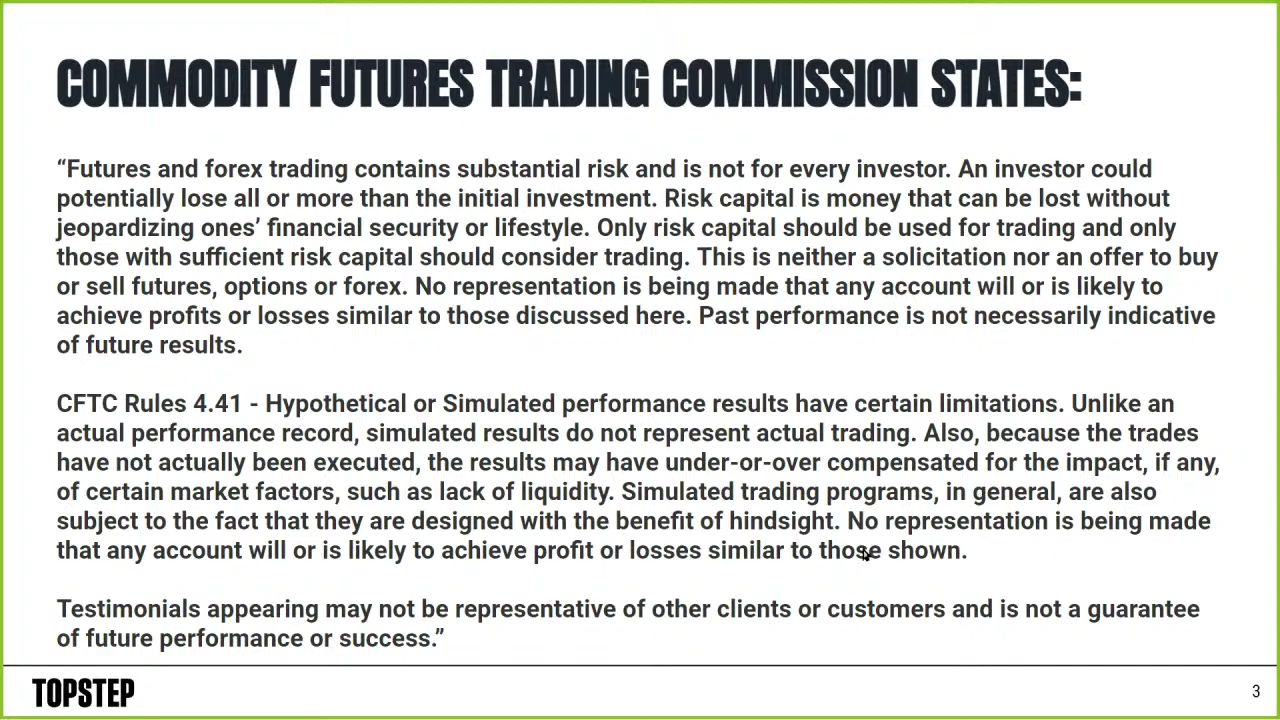 COMMODITY FUTURES TRADING COMMISSION STATES:
“Futures and forex trading contains substantial risk and is not for every investor. An investor could
potentially lose all or more than the initial investment. Risk capital is money that can be lost without
jeopardizing ones’ financial security or lifestyle. Only risk capital should be used for trading and only
those with sufficient risk capital should consider trading. This is neither a solicitation nor an offer to buy
or sell futures, options or forex. No representation is being made that any account will or is likely to
achieve profits or losses similar to those discussed here. Past performance is not necessarily indicative
of future results.
CFTC Rules 4.41 - Hypothetical or Simulated performance results have certain limitations. Unlike an
actual performance record, simulated results do not represent actual trading. Also, because the trades
have not actually been executed, the results may have under-or-over compensated for the impact, if any,
of certain market factors, such as lack of liquidity. Simulated trading programs, in general, are also
subject to the fact that they are designed with the benefit of hindsight. No representation is being made
that any account will or is likely to achieve profit or losses similar to those shown.
Testimonials appearing may not be representative of other clients or customers and is not a guarantee
of future performance or success.”
TOPSTEP
3